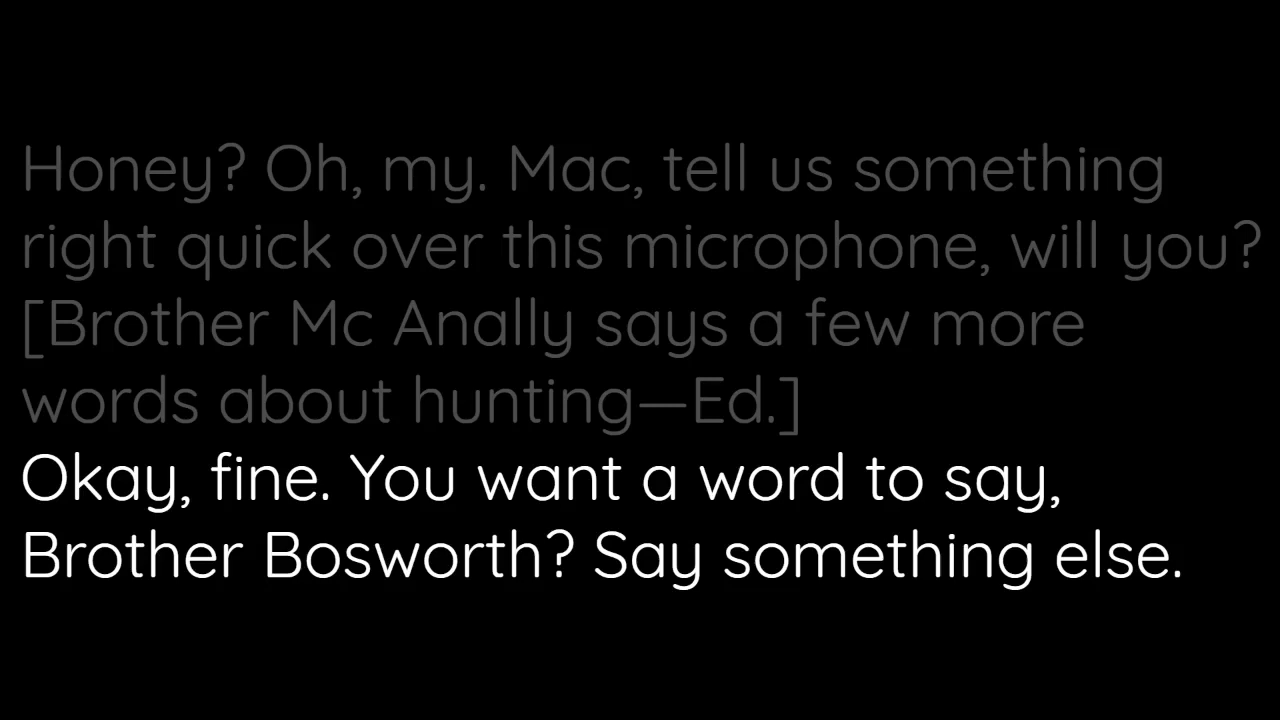 Honey? Oh, my. Mac, tell us something
right quick over this microphone, will you?
[Brother Mc Anally says a few more
words about hunting—Ed.]
Okay, fine. You want a word to say,
Brother Bosworth? Say something else.